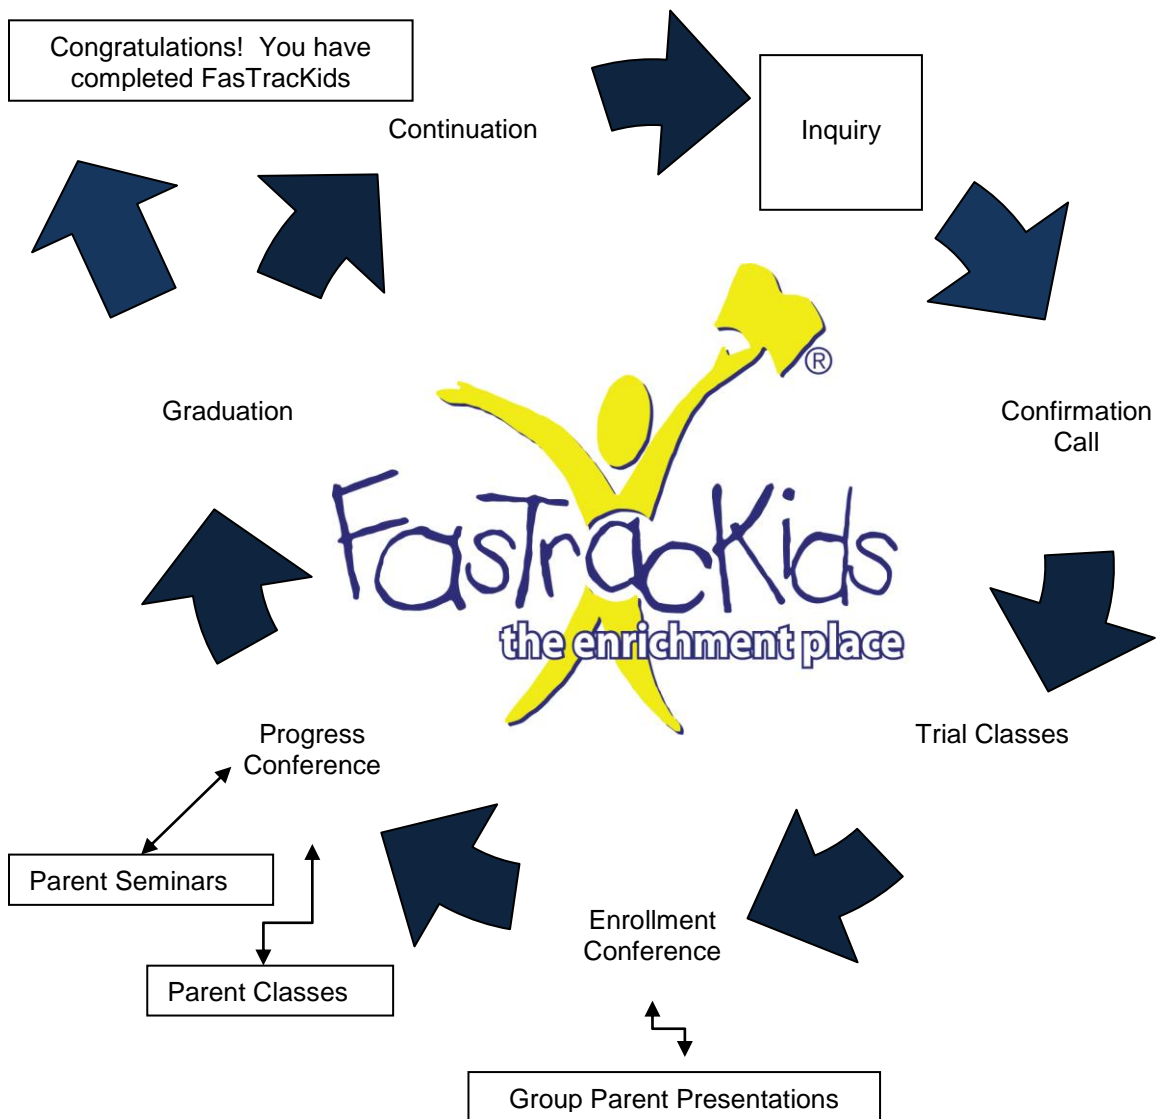 Congratulations!  You have
completed FasTracKids
Continuation
Inquiry
®
Graduation
Confirmation
Call
FasTracKids
the enrichment place
Progress
Conference
Trial Classes
Parent Seminars
Enrollment
Conference
Parent Classes
Group Parent Presentations